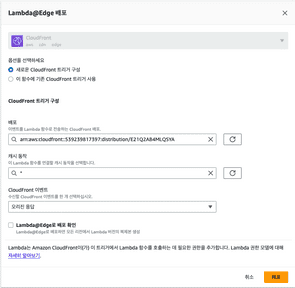 Lambda@Edge 배포
CloudFront
aws cdn edge
옵션을 선택하세요
새로운 CloudFront 트리거 구성
이 함수에 기존 CloudFront 트리거 사용
CloudFront 트리거 구성
배포
이벤트를 Lambda 함수로 전송하는 CloudFront 배포.
arn:aws:cloudfront::539239817397:distribution/E21Q2AB4MLQSYA
캐시 동작
이 Lambda 함수를 연결할 캐시 동작을 선택합니다.
*
CloudFront 이벤트
수신할 CloudFront 이벤트를 한 개 선택하십시오.
오리진 응답
Lambda@Edge로 배포 확인
Lambda@Edge로 배포하면 모든 리전에서 Lambda 버전의 복제본 생성
Lambda는 Amazon CloudFront이(가) 이 트리거에서 Lambda 함수를 호출하는 데 필요한 권한을 추가합니다. Lambda 권한 모델에 대해
자세히 알아보기.
취소
배포